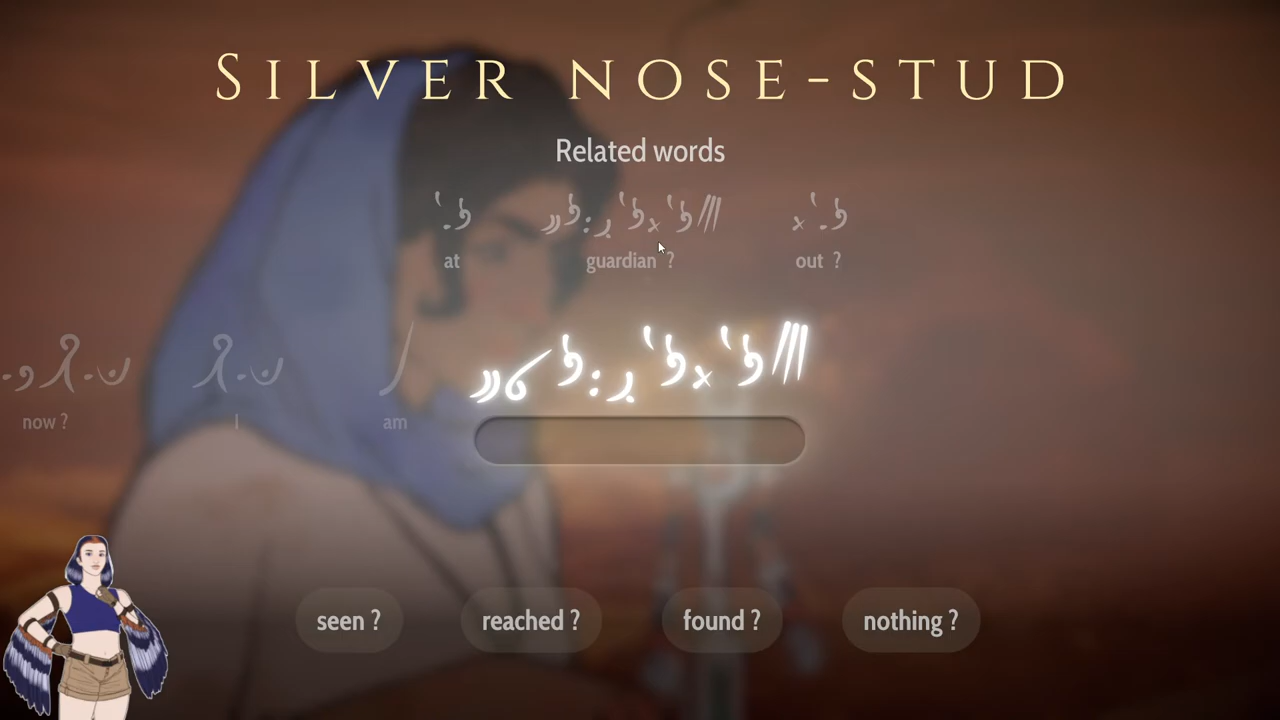 SILVER NOSE-STUD
Related words
at
guardian ?
out ?
now ?
I
am
seen ?
reached ?
found ?
nothing ?